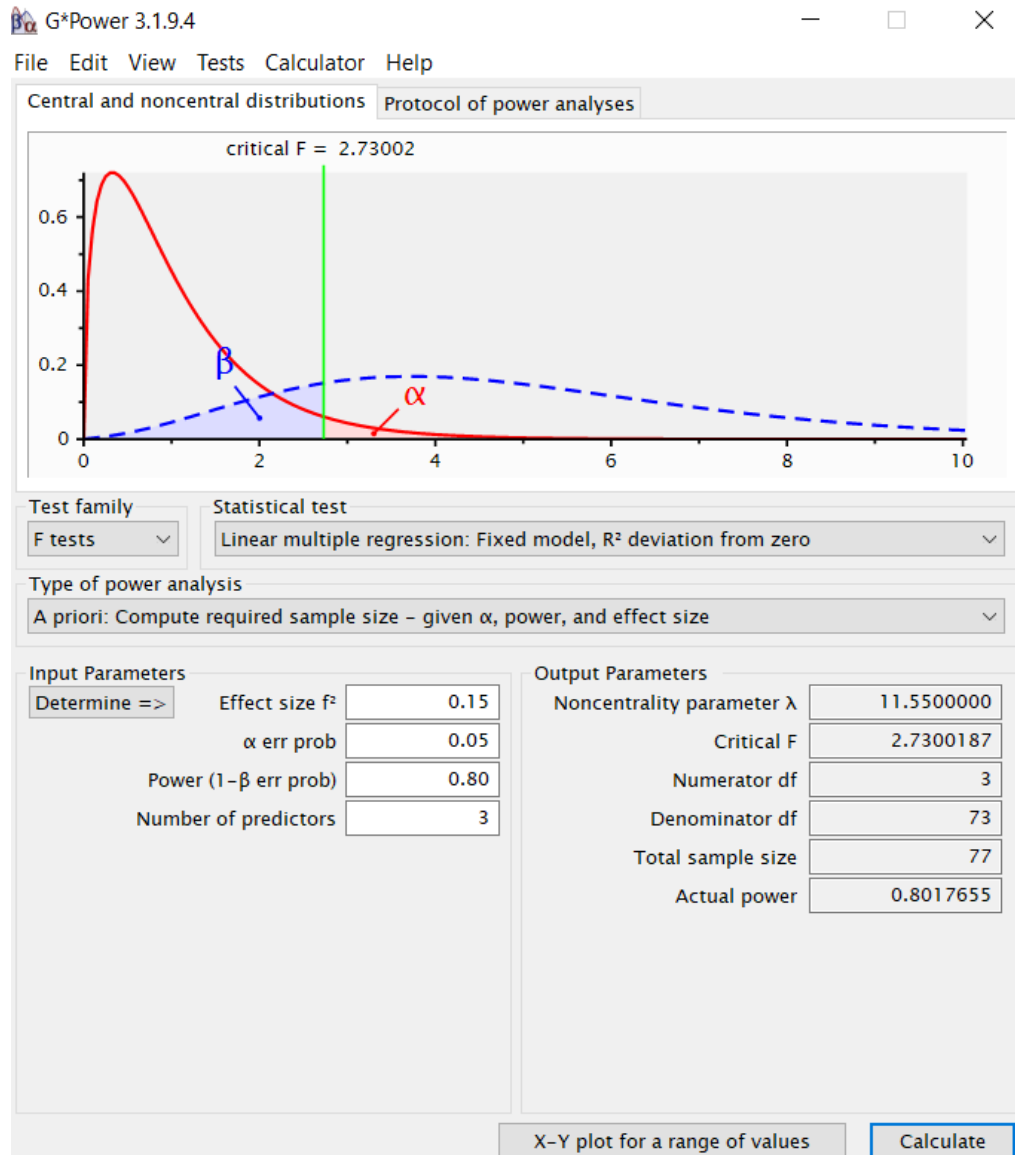 G*Power 3.1.9.4
File Edit View Tests Calculator Help
Central and noncentral distributions Protocol of power analyses
critical F = 2.73002
0.6
0.4
0.2
0
β
α
0 2 4 6 8 10
Test family Statistical test
F tests Linear multiple regression: Fixed model, R² deviation from zero
Type of power analysis
A priori: Compute required sample size – given α, power, and effect size
Input Parameters
Determine => Effect size f² 0.15
α err prob 0.05
Power (1–β err prob) 0.80
Number of predictors 3
Output Parameters
Noncentrality parameter λ 11.5500000
Critical F 2.7300187
Numerator df 3
Denominator df 73
Total sample size 77
Actual power 0.8017655
X–Y plot for a range of values Calculate